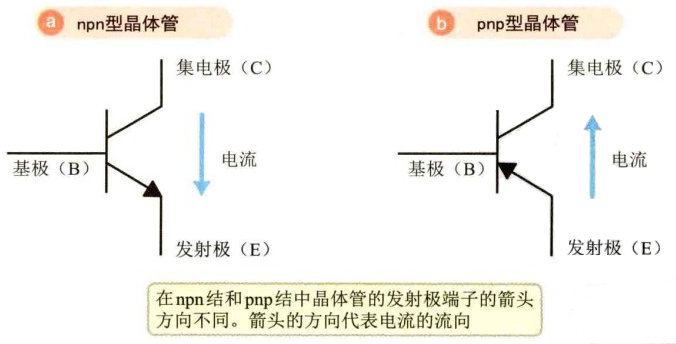 a npn型晶体管
b pnp型晶体管
集电极（C）
集电极（C）
电流
电流
基极（B）
基极（B）
发射极（E）
发射极（E）
在npn结和pnp结中晶体管的发射极端子的箭头
方向不同。箭头的方向代表电流的流向